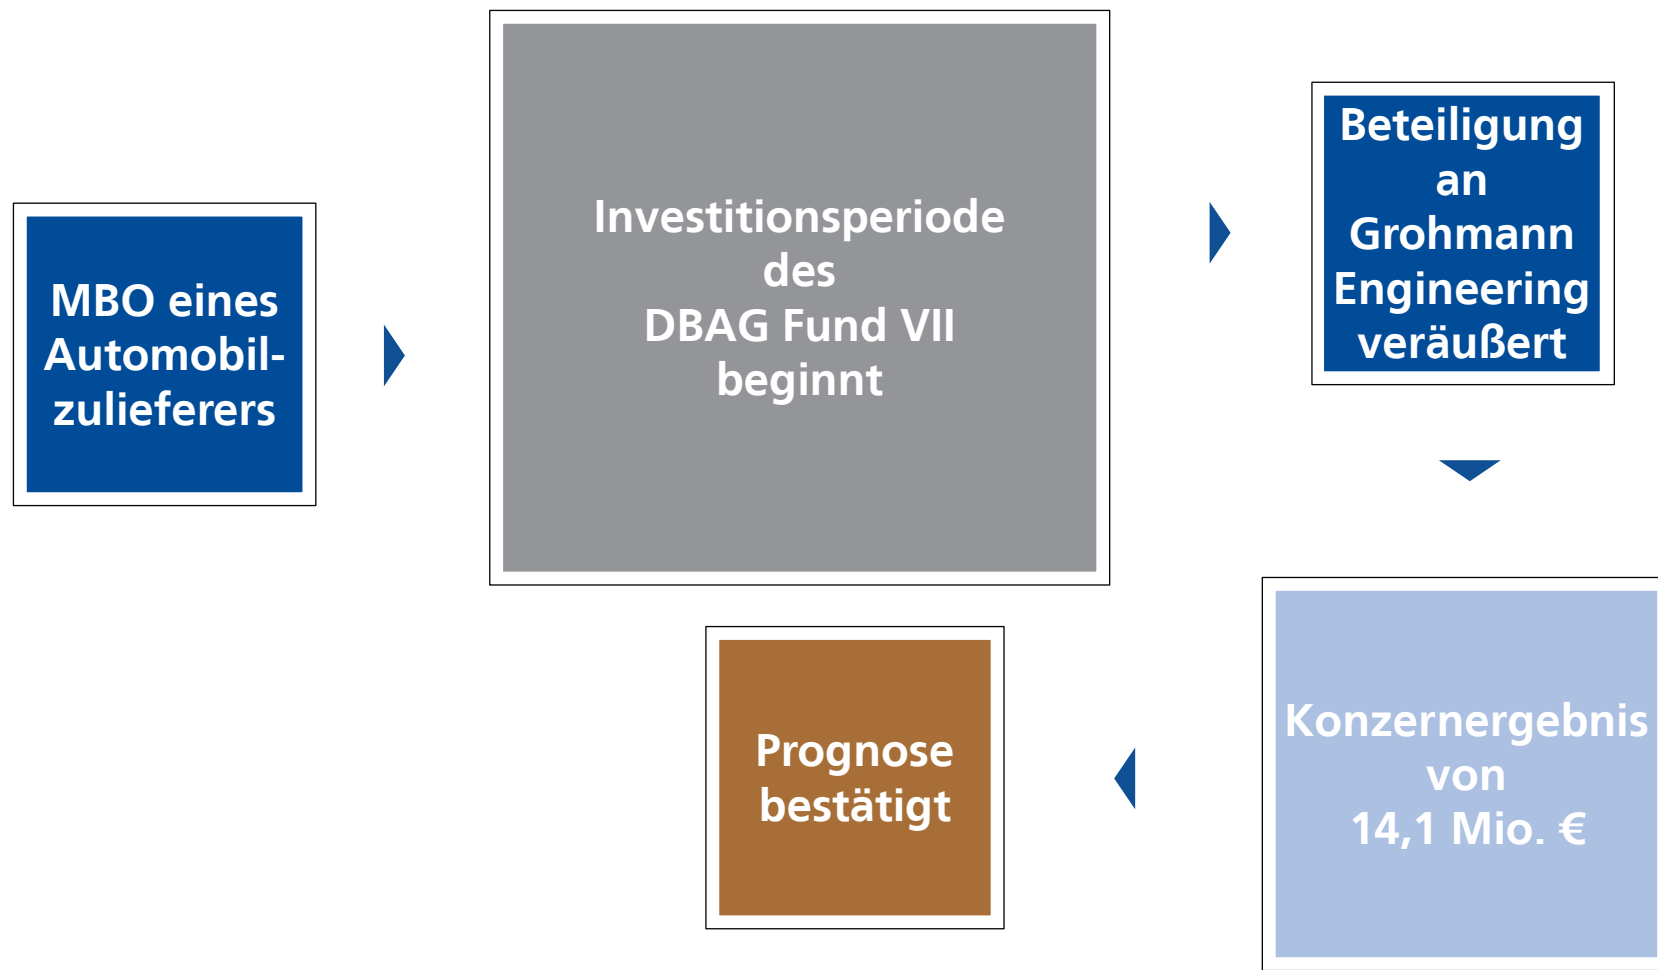 MBO eines
Automobil-
zulieferers
Investitionsperiode
des
DBAG Fund VII
beginnt
Beteiligung
an
Grohmann
Engineering
veräußert
Konzernergebnis
von
14,1 Mio. €
Prognose
bestätigt